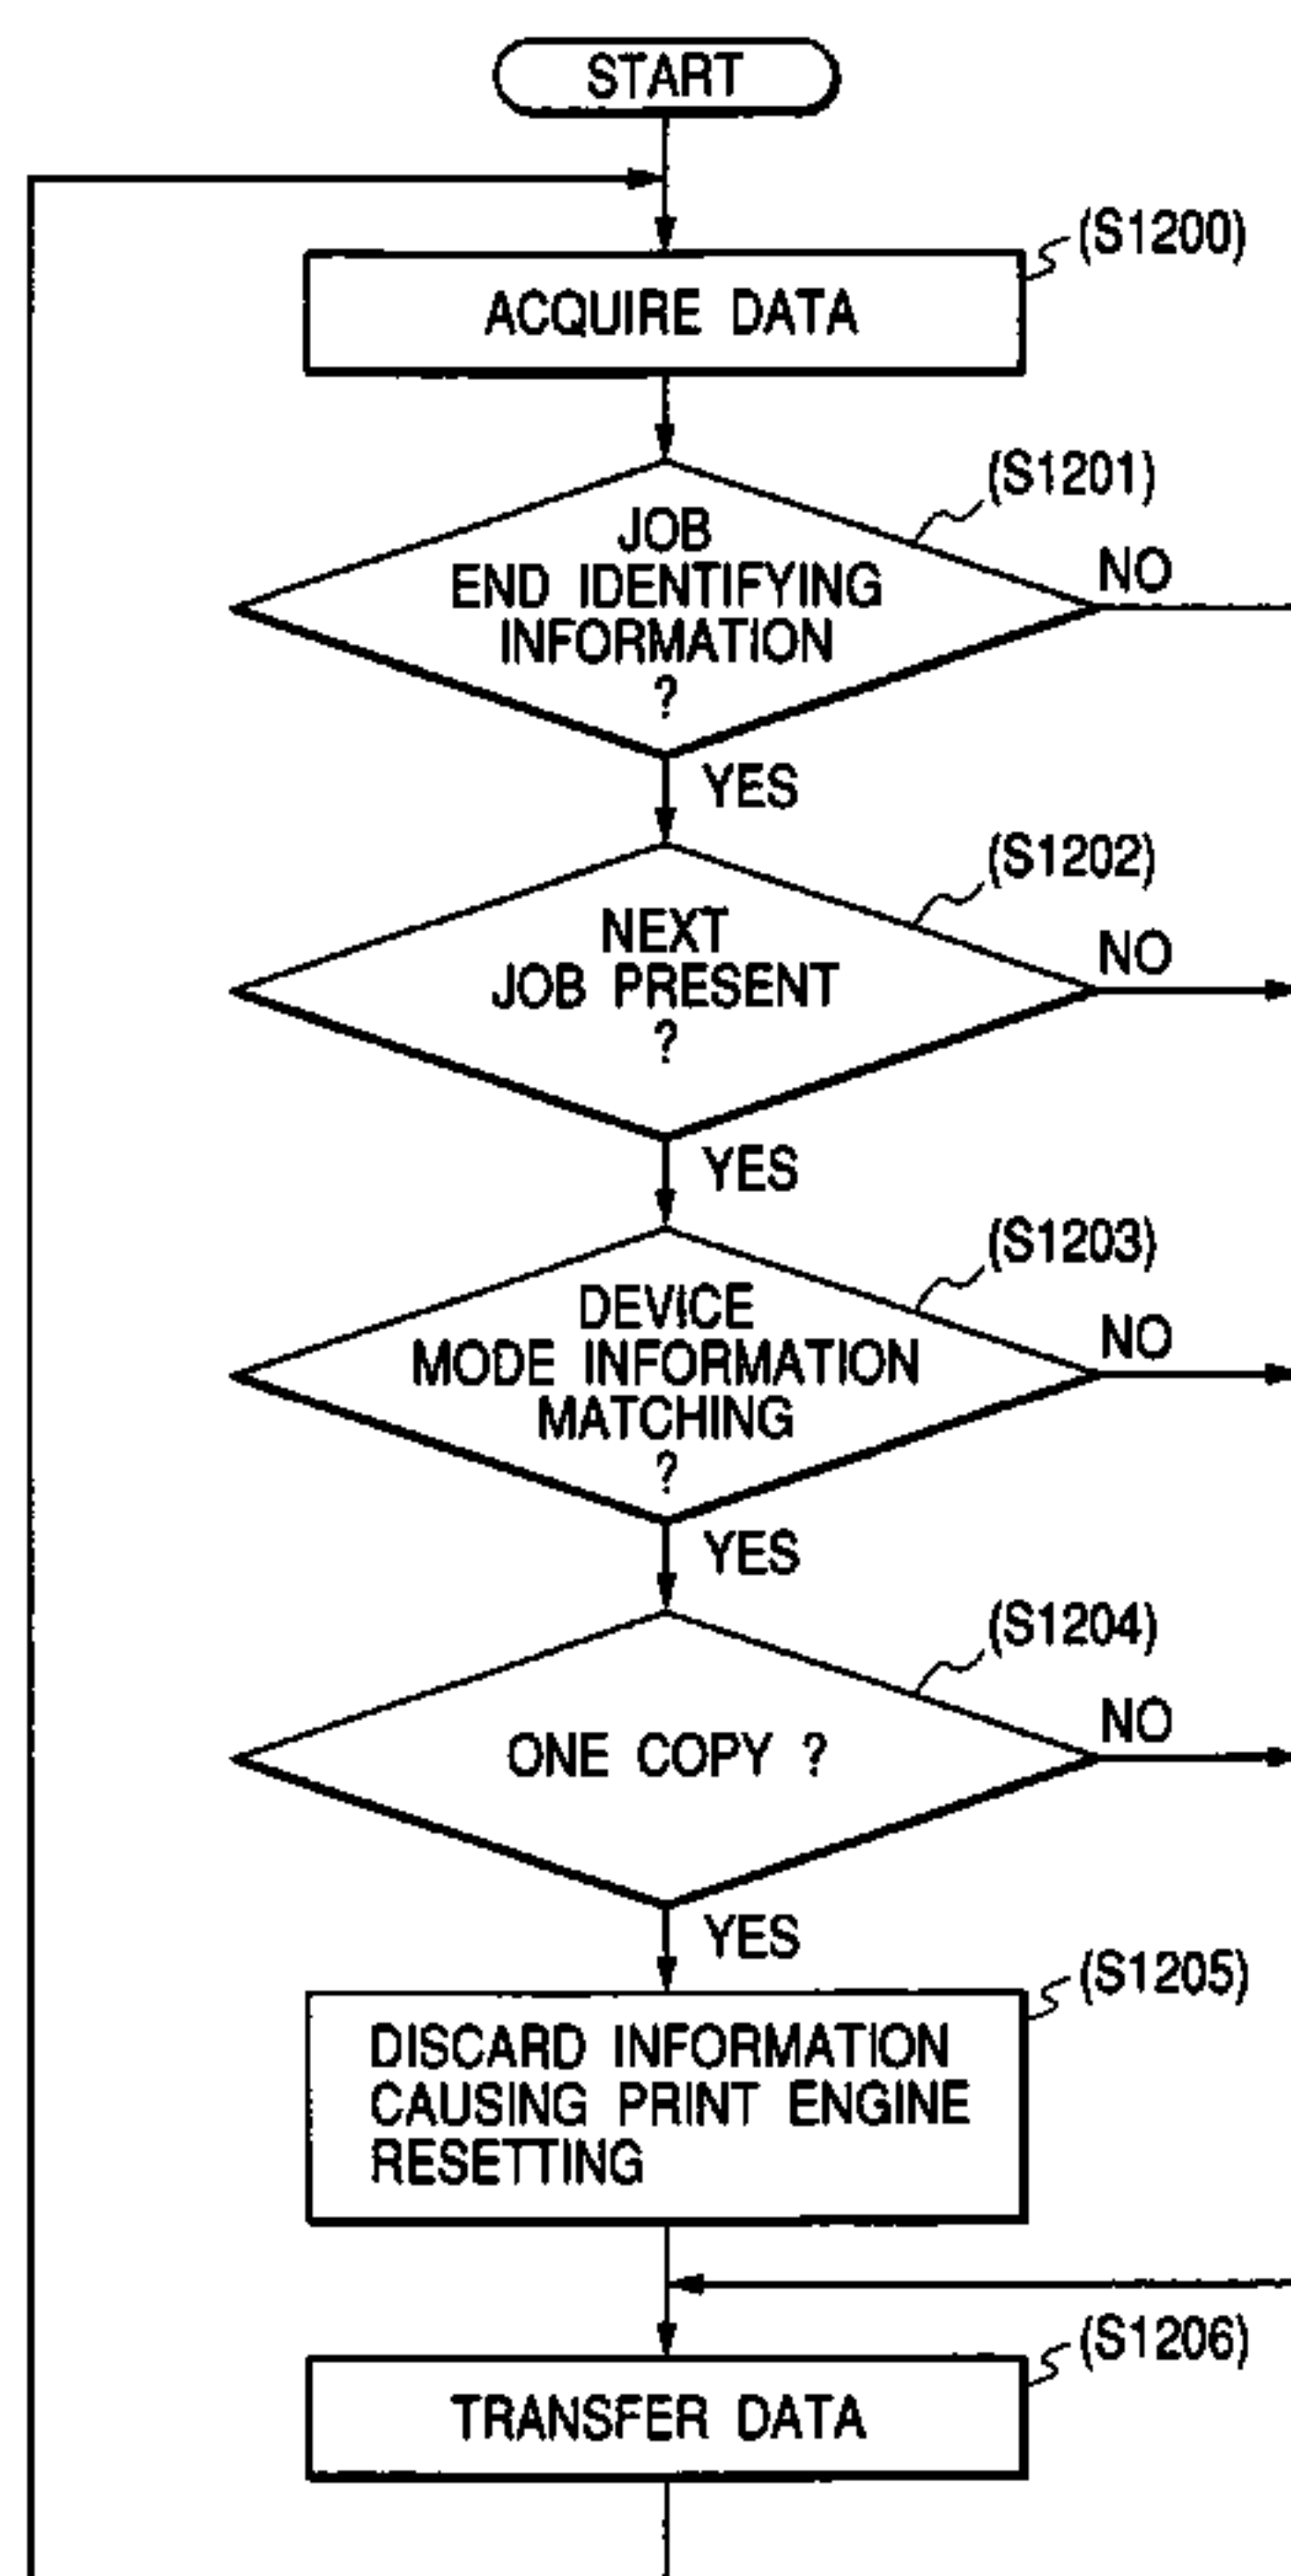 START
(S1200)
ACQUIRE DATA
(S1201)
JOB
END IDENTIFYING
INFORMATION
?
NO
YES
(S1202)
NEXT
JOB PRESENT
?
NO
YES
(S1203)
DEVICE
MODE INFORMATION
MATCHING
?
NO
YES
(S1204)
ONE COPY ?
NO
YES
(S1205)
DISCARD INFORMATION
CAUSING PRINT ENGINE
RESETTING
(S1206)
TRANSFER DATA